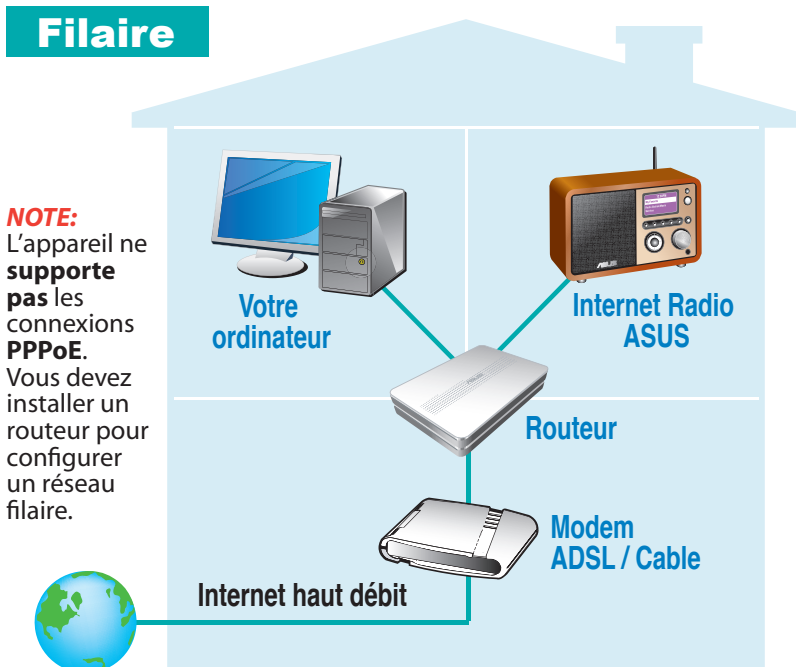 Filaire
NOTE:
L'appareil ne
supporte
pas les
connexions
PPPoE.
Vous devez
installer un
routeur pour
configurer
un réseau
filaire.
Votre
ordinateur
Internet Radio
ASUS
Routeur
Modem
ADSL / Cable
Internet haut débit